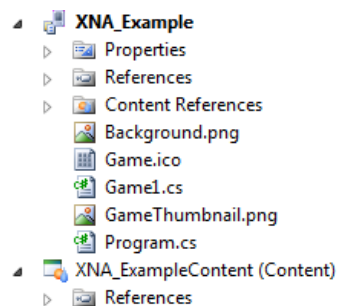 XNA_Example
Properties
References
Content References
Background.png
Game.ico
Game1.cs
GameThumbnail.png
Program.cs
XNA_ExampleContent (Content)
References